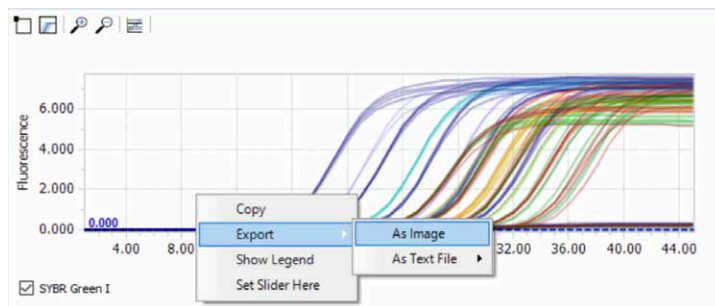 6.000
4.000
2.000
0.000
Fluorescence
0.000
4.00 8.00 32.00 36.00 40.00 44.00
Copy
Export
As Image
Show Legend
As Text File
Set Slider Here
SYBR Green I